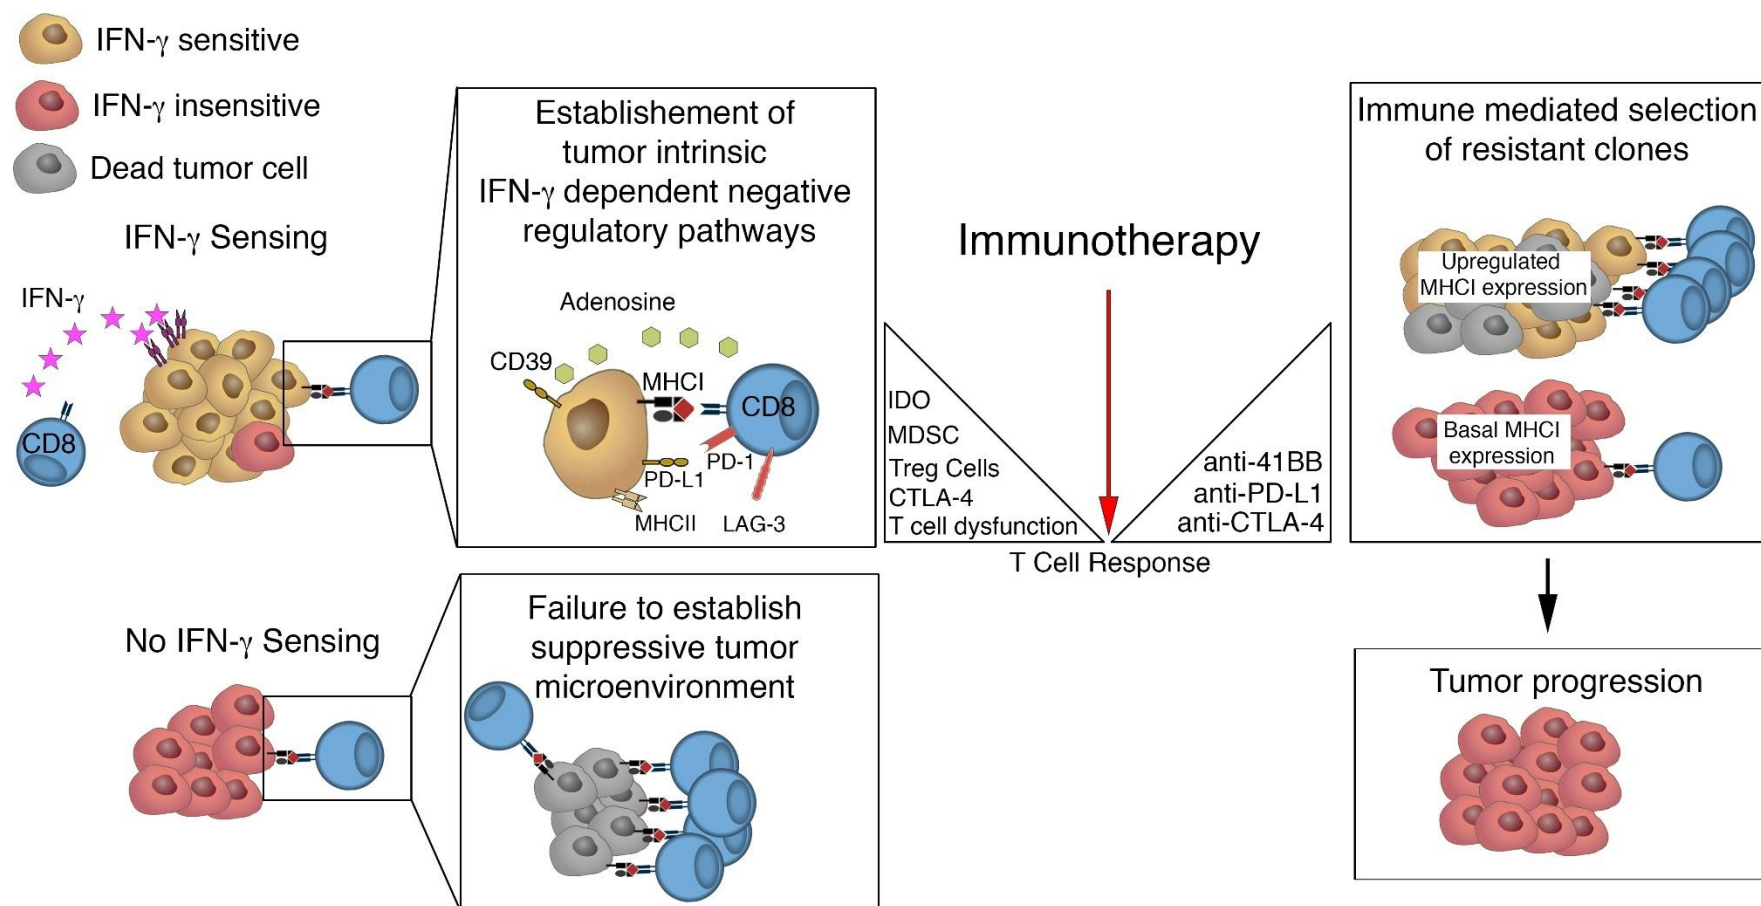 IFN-γ sensitive
IFN-γ insensitive
Dead tumor cell
IFN-γ Sensing
IFN-γ
CD8
Establishement of
tumor intrinsic
IFN-γ dependent negative
regulatory pathways
Adenosine
CD39
MHCI
CD8
PD-1
PD-L1
MHCII
LAG-3
No IFN-γ Sensing
Failure to establish
suppressive tumor
microenvironment
Immunotherapy
IDO
MDSC
Treg Cells
CTLA-4
T cell dysfunction
anti-41BB
anti-PD-L1
anti-CTLA-4
T Cell Response
Immune mediated selection
of resistant clones
Upregulated
MHCI expression
Basal MHCI
expression
Tumor progression